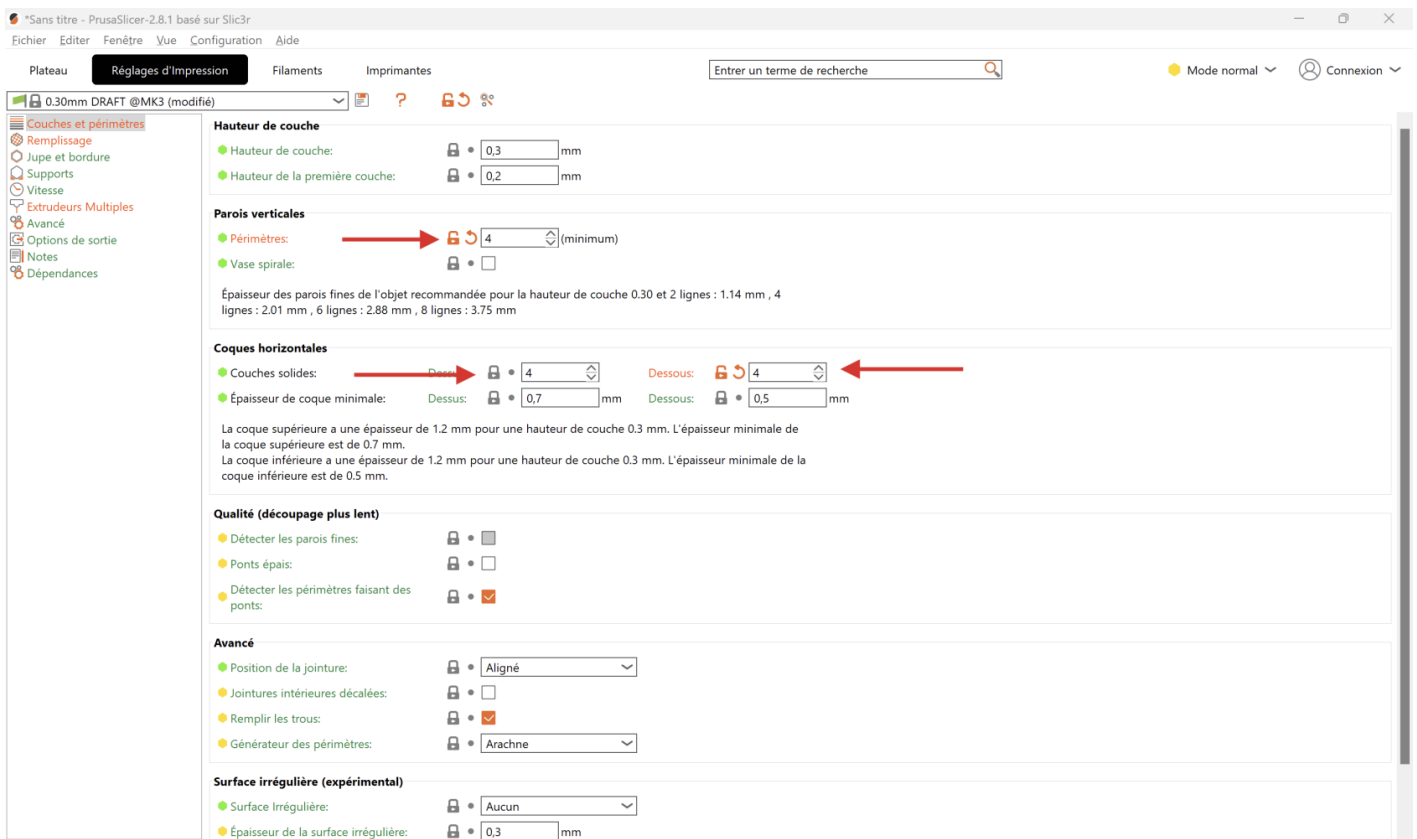 *Sans titre - PrusaSlicer-2.8.1 basé sur Slic3r
Fichier Editer Fenêtre Vue Configuration Aide
Plateau Réglages d'Impression Filaments Imprimantes Entrer un terme de recherche Mode normal Connexion
0.30mm DRAFT @MK3 (modifié) ?
Couches et périmètres
Remplissage
Jupe et bordure
Supports
Vitesse
Extrudeurs Multiples
Avancé
Options de sortie
Notes
Dépendances
Hauteur de couche
Hauteur de couche: 0,3 mm
Hauteur de la première couche: 0,2 mm
Parois verticales
Périmètres: 4 (minimum)
Vase spirale:
Épaisseur des parois fines de l'objet recommandée pour la hauteur de couche 0.30 et 2 lignes : 1.14 mm , 4
lignes : 2.01 mm , 6 lignes : 2.88 mm , 8 lignes : 3.75 mm
Coques horizontales
Couches solides: Dessus: 4 Dessous: 4
Épaisseur de coque minimale: Dessus: 0,7 mm Dessous: 0,5 mm
La coque supérieure a une épaisseur de 1.2 mm pour une hauteur de couche 0.3 mm. L'épaisseur minimale de
la coque supérieure est de 0.7 mm.
La coque inférieure a une épaisseur de 1.2 mm pour une hauteur de couche 0.3 mm. L'épaisseur minimale de la
coque inférieure est de 0.5 mm.
Qualité (découpage plus lent)
Détecter les parois fines:
Ponts épais:
Détecter les périmètres faisant des
ponts:
Avancé
Position de la jointure: Aligné
Jointures intérieures décalées:
Remplir les trous:
Générateur des périmètres: Arachne
Surface irrégulière (expérimental)
Surface Irrégulière: Aucun
Épaisseur de la surface irrégulière: 0,3 mm